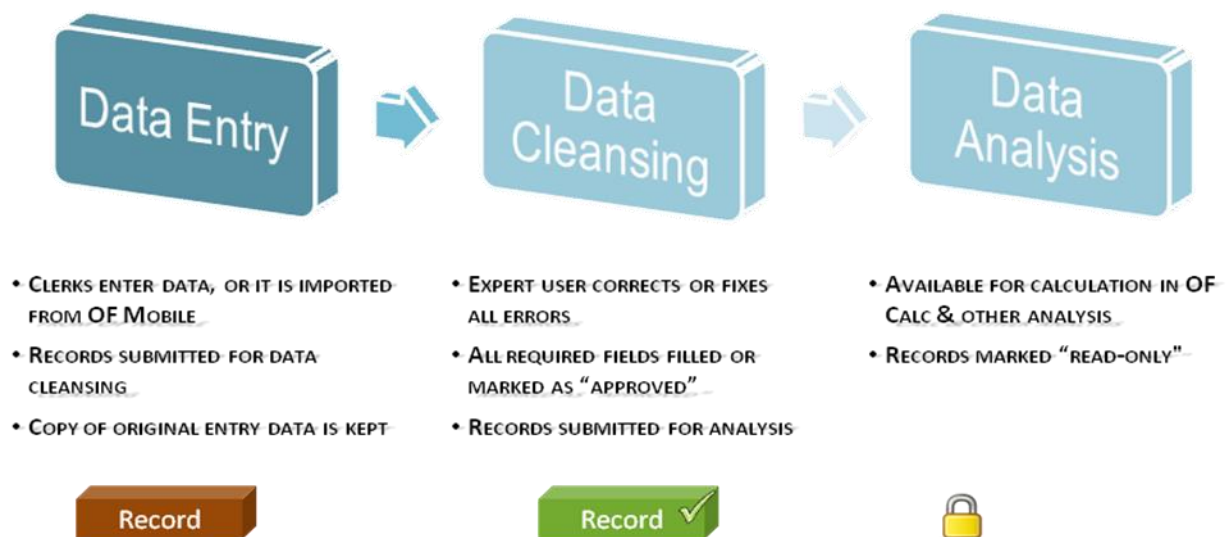 Data Entry
Data
Cleansing
Data
Analysis
• CLERKS ENTER DATA, OR IT IS IMPORTED
FROM OF MOBILE
• RECORDS SUBMITTED FOR DATA
CLEANSING
• COPY OF ORIGINAL ENTRY DATA IS KEPT
• EXPERT USER CORRECTS OR FIXES
ALL ERRORS
• ALL REQUIRED FIELDS FILLED OR
MARKED AS “APPROVED”
• RECORDS SUBMITTED FOR ANALYSIS
• AVAILABLE FOR CALCULATION IN OF
CALC & OTHER ANALYSIS
• RECORDS MARKED “READ-ONLY"
Record
Record